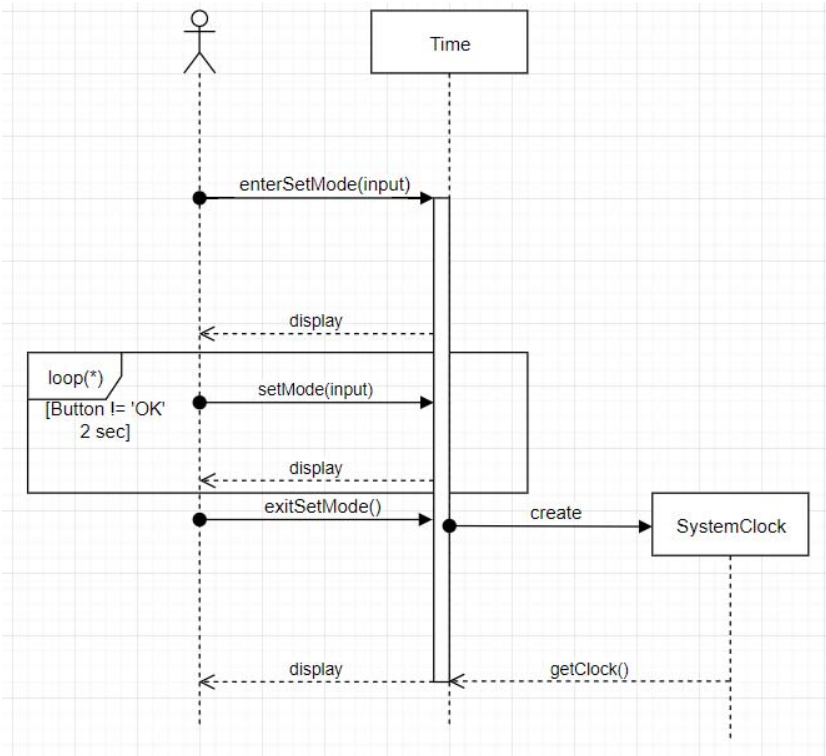 Time
enterSetMode(input)
display
loop(*)
setMode(input)
[Button != 'OK'
2 sec]
display
exitSetMode()
create
SystemClock
display
getClock()